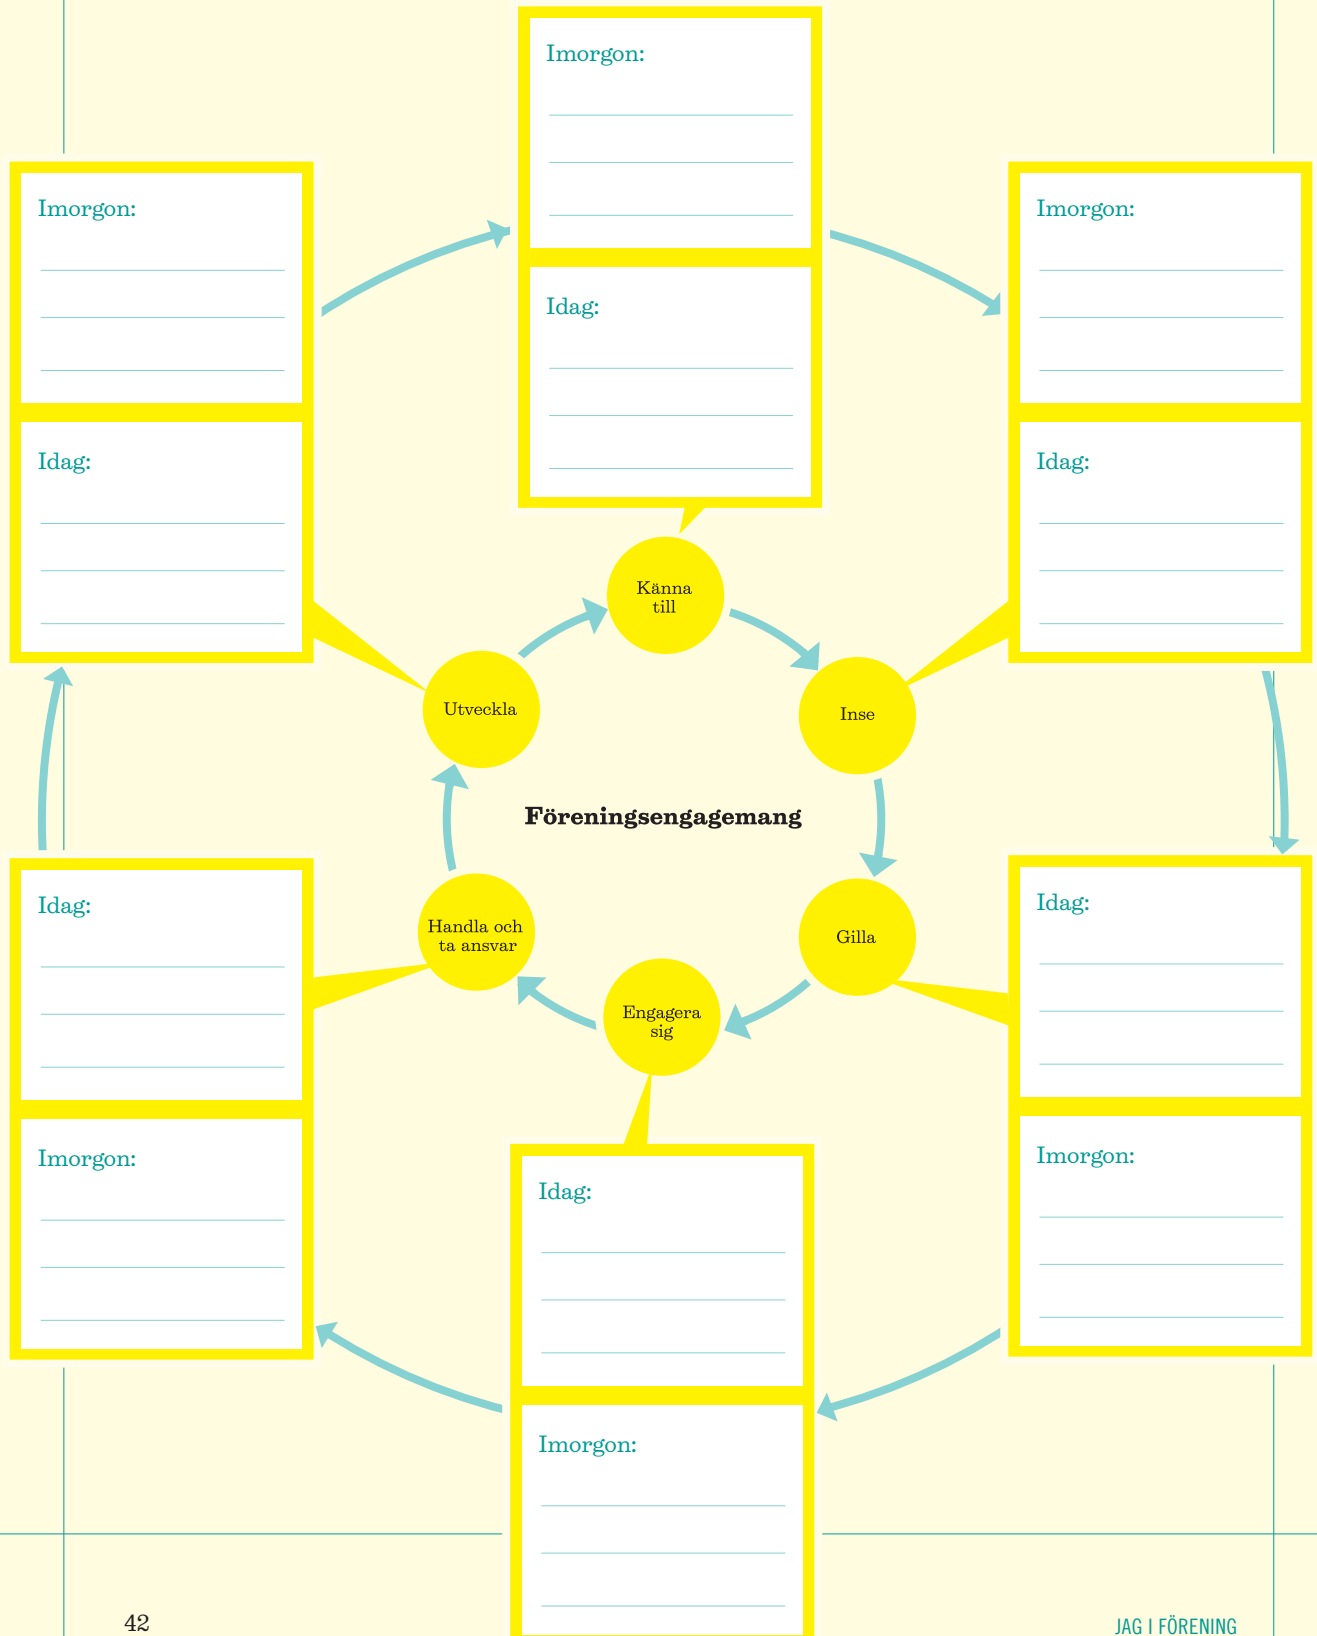 Imorgon:
Idag:
Imorgon:
Idag:
Imorgon:
Idag:
Känna
till
Utveckla
Inse
Föreningsengagemang
Handla och
ta ansvar
Gilla
Engagera
sig
Idag:
Imorgon:
Idag:
Imorgon:
Idag:
Imorgon:
42
JAG I FÖRENING